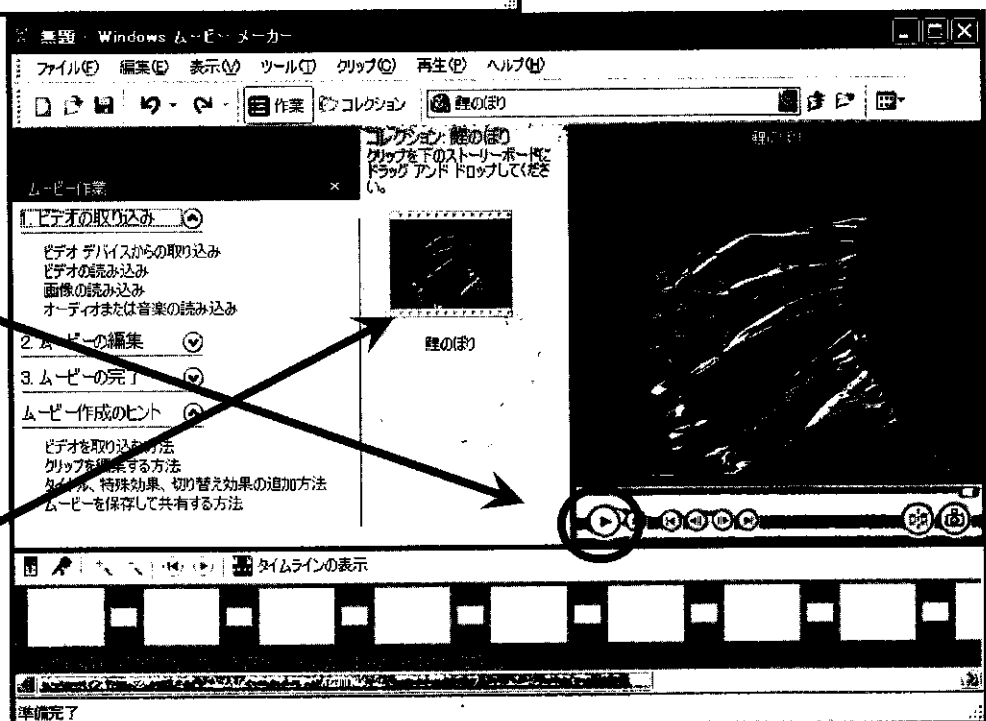 無題 - Windows ムービー メーカー
ファイル(F) 編集(E) 表示(V) ツール(T) クリップ(C) 再生(P) ヘルプ(H)
作業 コレクション 鯉のぼり
ムービー作業 ×
1. ビデオの取り込み
ビデオ デバイスからの取り込み
ビデオの読み込み
画像の読み込み
オーディオまたは音楽の読み込み
2. ムービーの編集
3. ムービーの完了
ムービー作成のヒント
ビデオを取り込む方法
クリップを編集する方法
タイトル、特殊効果、切り替え効果の追加方法
ムービーを保存して共有する方法
コレクション: 鯉のぼり
クリップを下のストーリーボードに
ドラッグ アンド ドロップしてくださ
い。
鯉のぼり
鯉のぼり
タイムラインの表示
準備完了